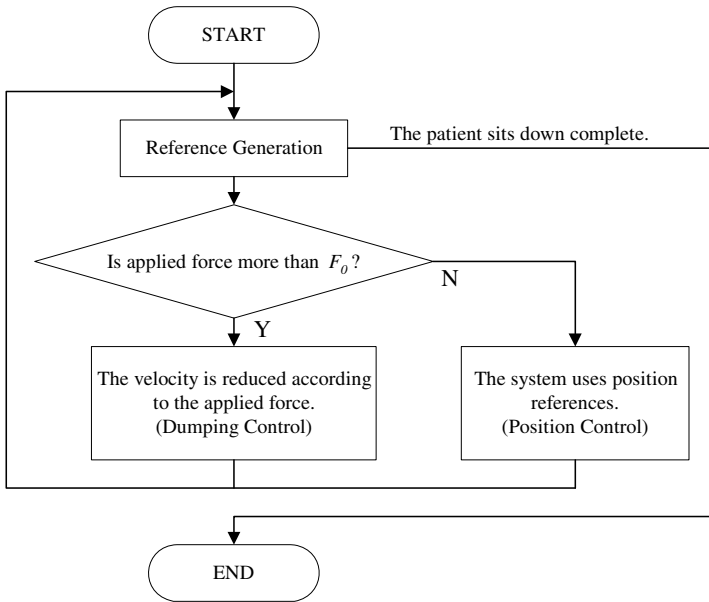 START
Reference Generation
The patient sits down complete.
Is applied force more than F₀?
N
Y
The velocity is reduced according
to the applied force.
(Dumping Control)
The system uses position
references.
(Position Control)
END